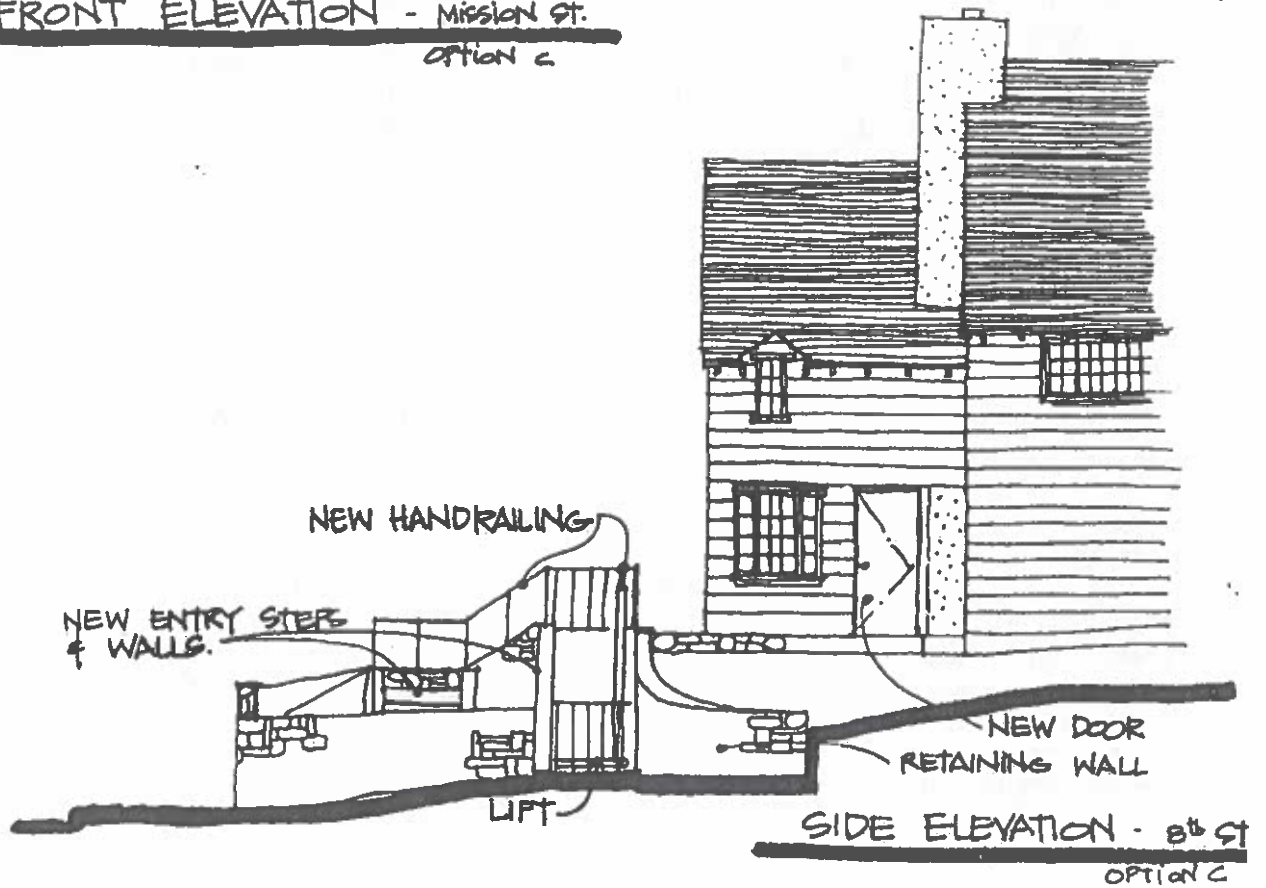 FRONT ELEVATION - Mission St.
OPTION C
NEW HANDRAILING
NEW ENTRY STEPS
& WALLS.
NEW DOOR
RETAINING WALL
LIFT
SIDE ELEVATION - 8th St
OPTION C